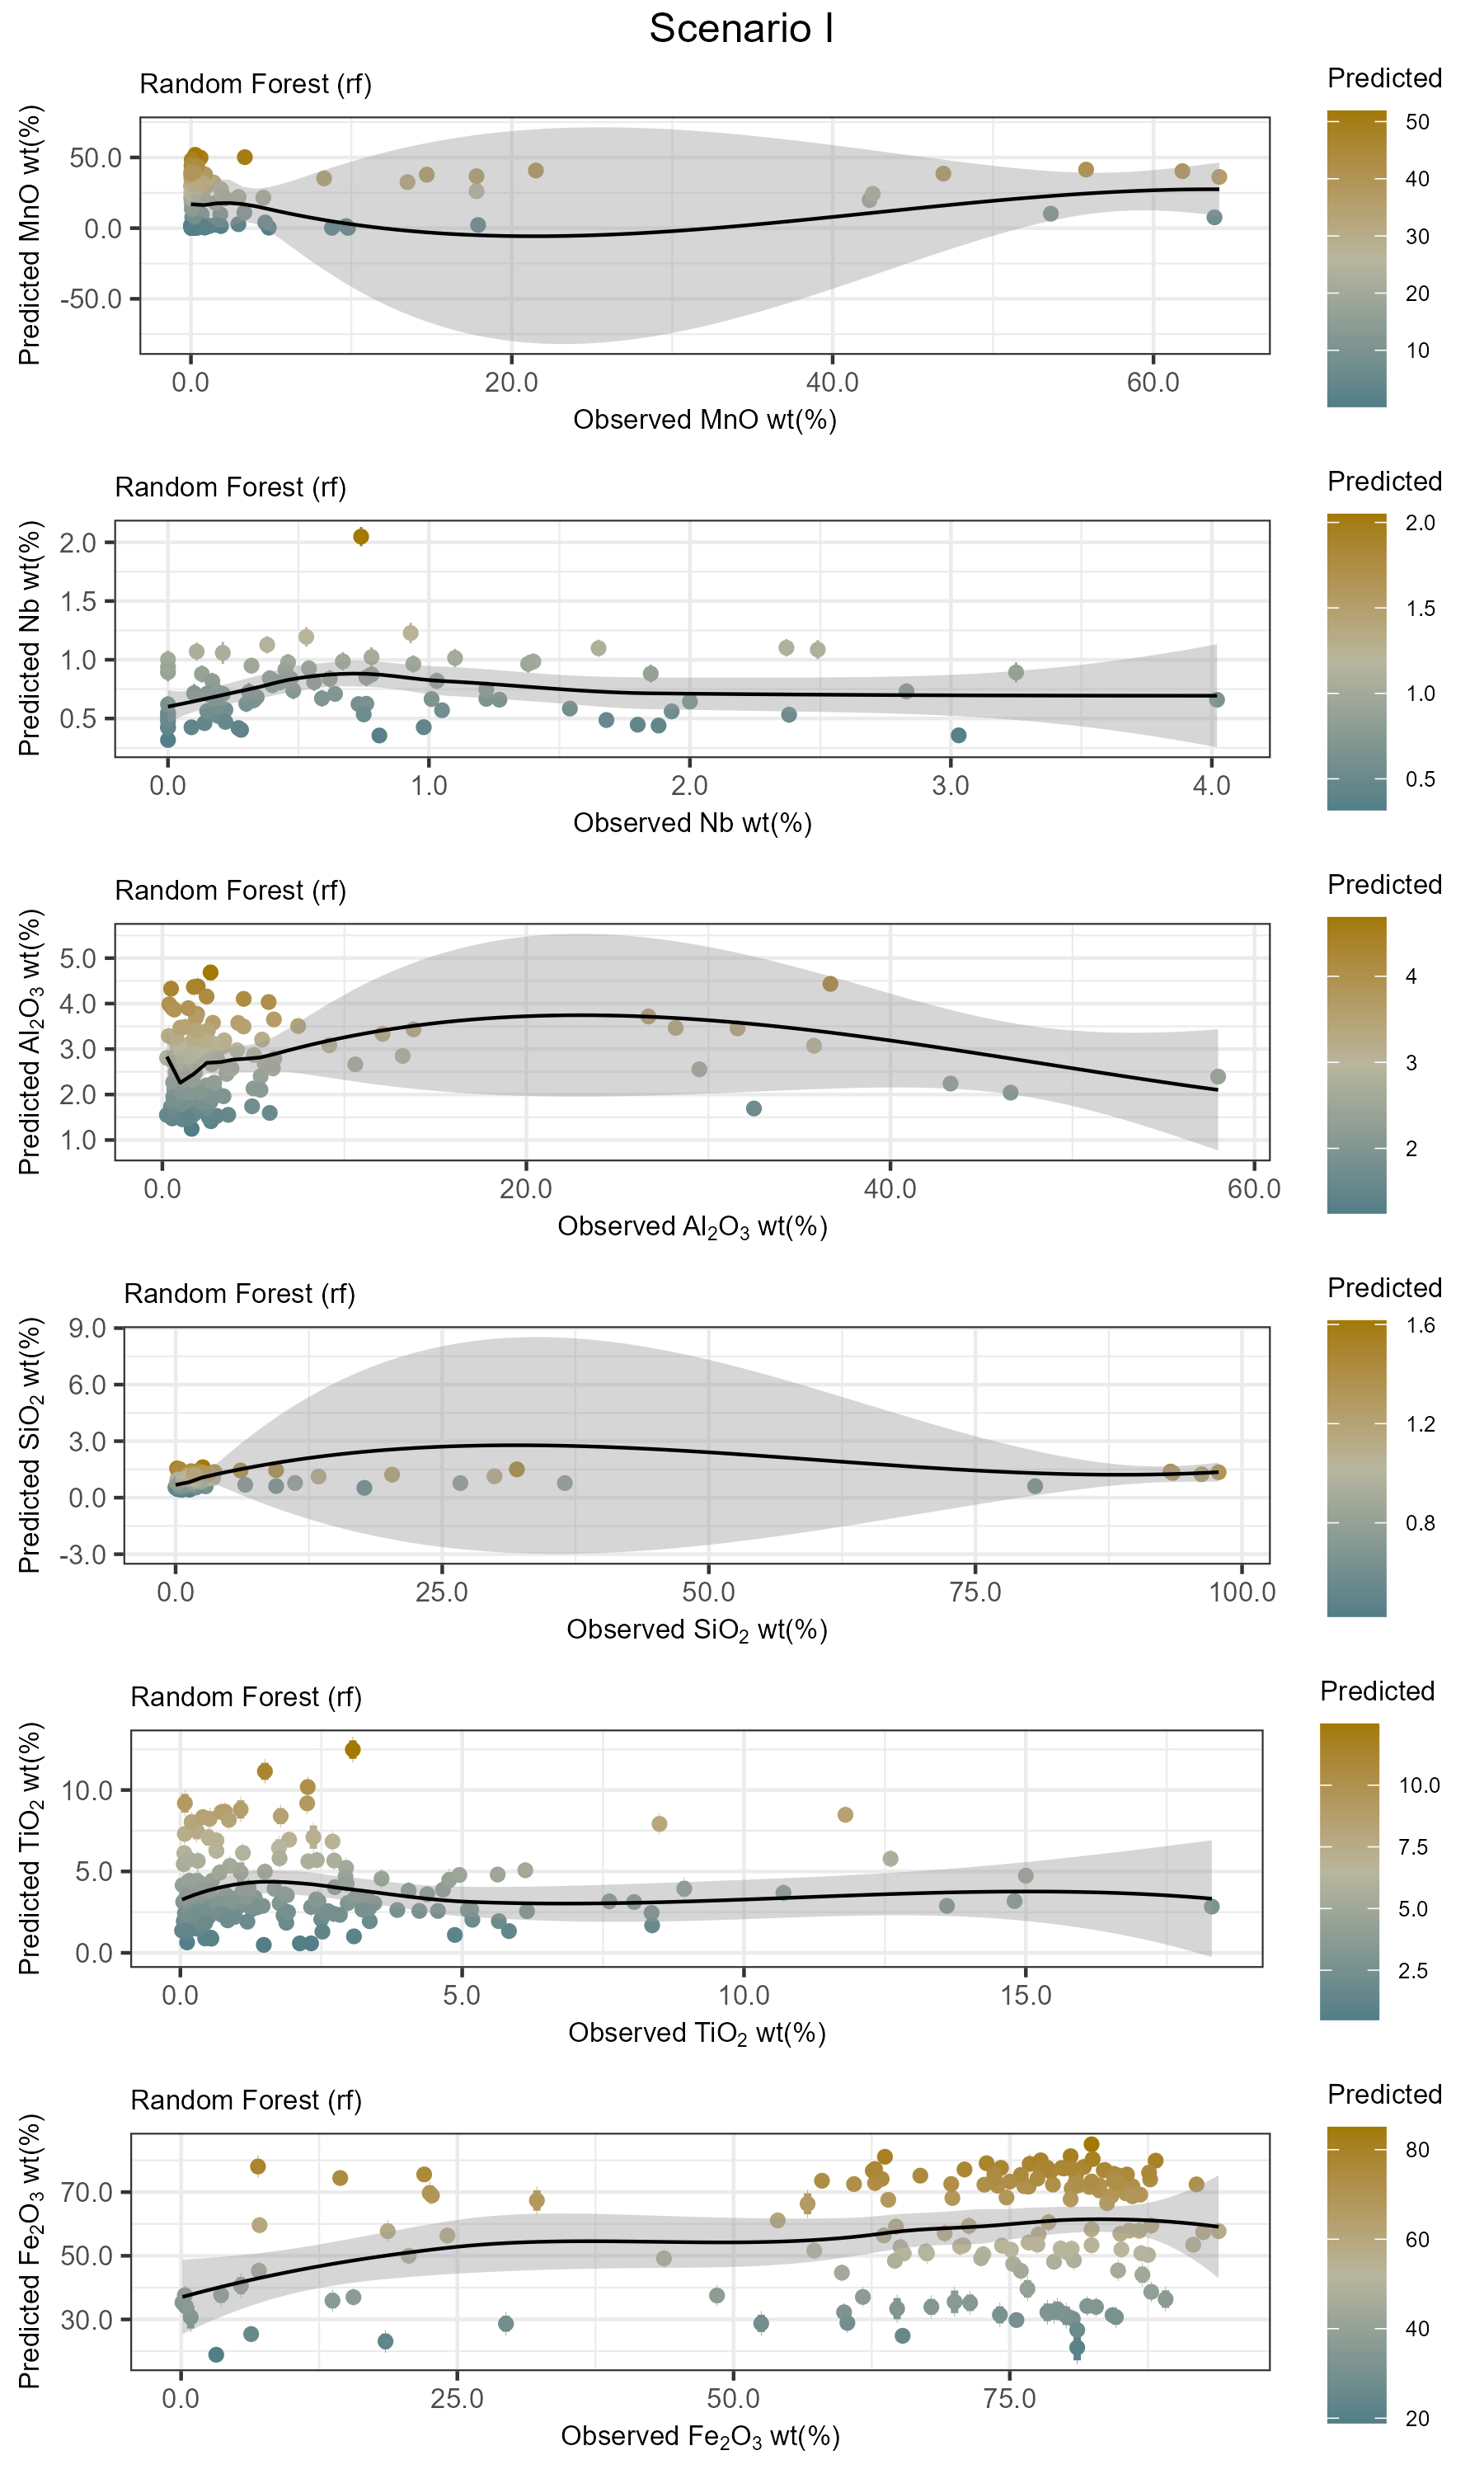 Scenario I
Random Forest (rf)
Predicted
Predicted MnO wt(%)
50.0
0.0
-50.0
0.0 20.0 40.0 60.0
Observed MnO wt(%)
50
40
30
20
10
Random Forest (rf)
Predicted
Predicted Nb wt(%)
2.0
1.5
1.0
0.5
0.0 1.0 2.0 3.0 4.0
Observed Nb wt(%)
2.0
1.5
1.0
0.5
Random Forest (rf)
Predicted
Predicted Al₂O₃ wt(%)
5.0
4.0
3.0
2.0
1.0
0.0 20.0 40.0 60.0
Observed Al₂O₃ wt(%)
4
3
2
Random Forest (rf)
Predicted
Predicted SiO₂ wt(%)
9.0
6.0
3.0
0.0
-3.0
0.0 25.0 50.0 75.0 100.0
Observed SiO₂ wt(%)
1.6
1.2
0.8
Random Forest (rf)
Predicted
Predicted TiO₂ wt(%)
10.0
5.0
0.0
0.0 5.0 10.0 15.0
Observed TiO₂ wt(%)
10.0
7.5
5.0
2.5
Random Forest (rf)
Predicted
Predicted Fe₂O₃ wt(%)
70.0
50.0
30.0
0.0 25.0 50.0 75.0
Observed Fe₂O₃ wt(%)
80
60
40
20